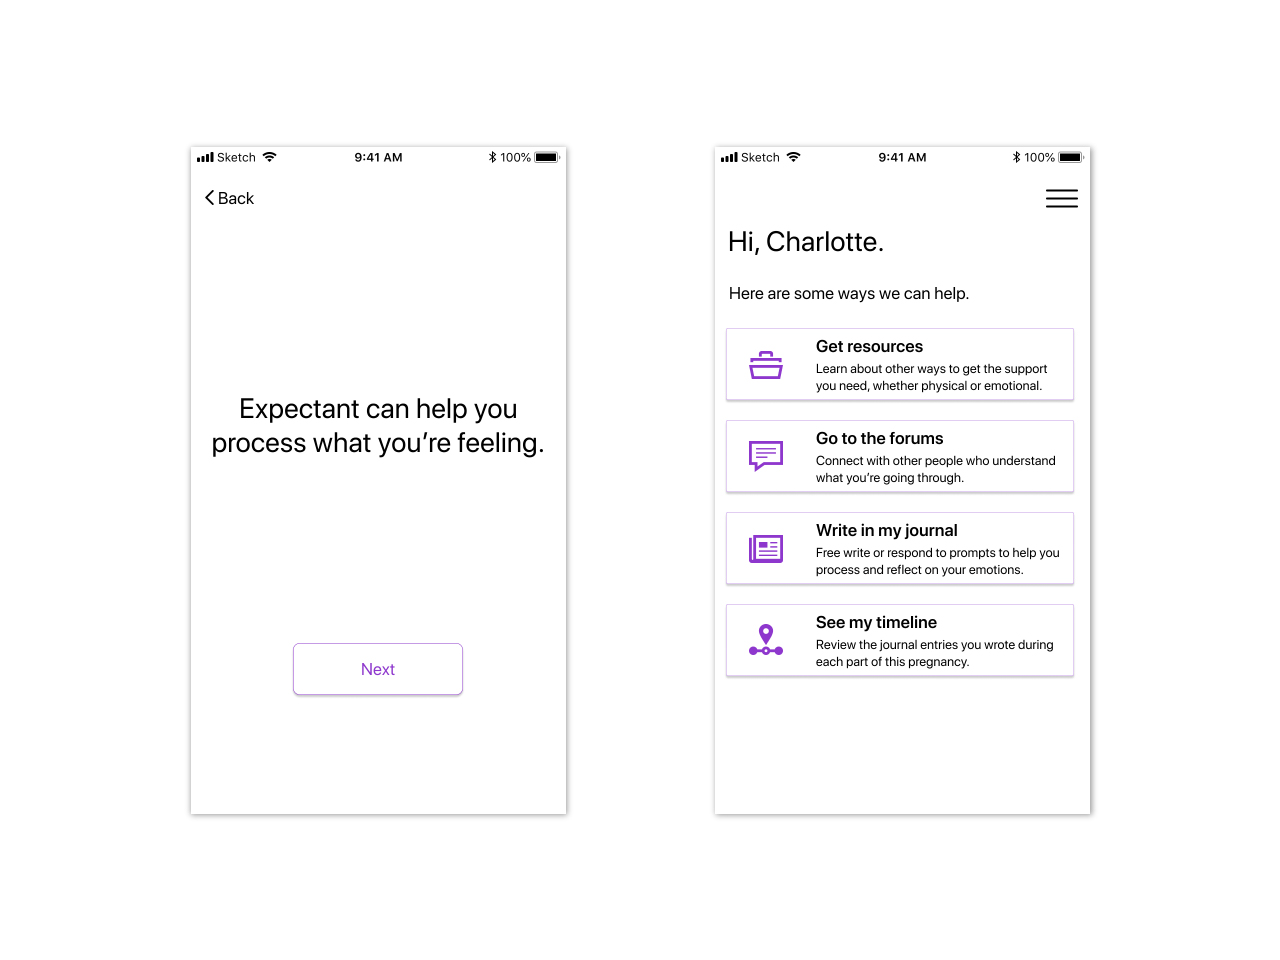 Sketch 9:41 AM 100%
Back
Expectant can help you
process what you’re feeling.
Next
Sketch 9:41 AM 100%
Hi, Charlotte.
Here are some ways we can help.
Get resources
Learn about other ways to get the support
you need, whether physical or emotional.
Go to the forums
Connect with other people who understand
what you’re going through.
Write in my journal
Free write or respond to prompts to help you
process and reflect on your emotions.
See my timeline
Review the journal entries you wrote during
each part of this pregnancy.